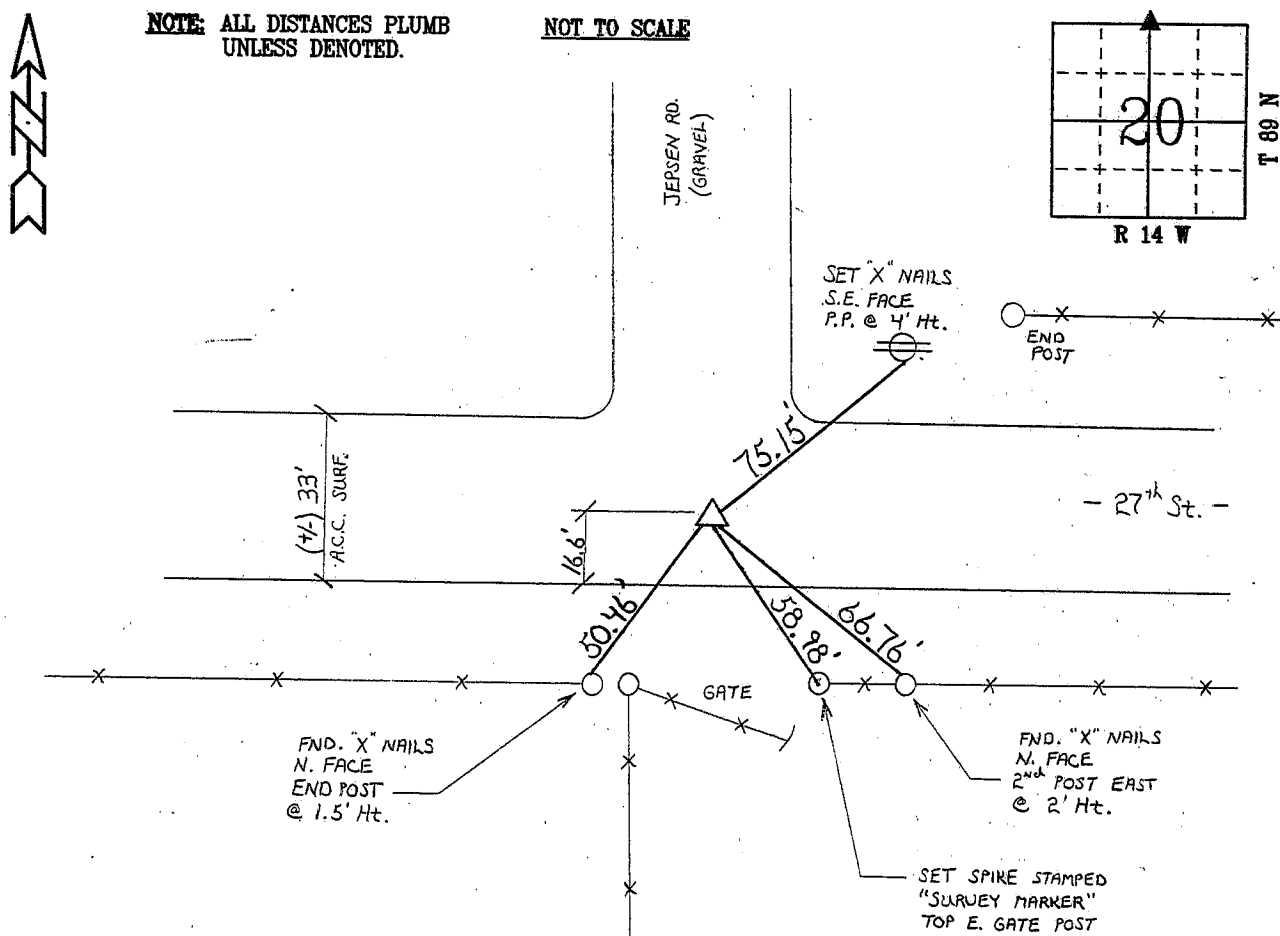 NOTE: ALL DISTANCES PLUMB
UNLESS DENOTED.
NOT TO SCALE
N
20
T 89 N
R 14 W
JEPSEN RD.
(GRAVEL)
SET "X" NAILS
S.E. FACE
P.P. @ 4' Ht.
END
POST
75.15'
(+/-) 33'
A.C.C. SURF.
16.6'
- 27th St. -
50.46'
58.98'
66.76'
GATE
FND. "X" NAILS
N. FACE
END POST
@ 1.5' Ht.
FND. "X" NAILS
N. FACE
2nd POST EAST
@ 2' Ht.
SET SPIKE STAMPED
"SURVEY MARKER"
TOP E. GATE POST